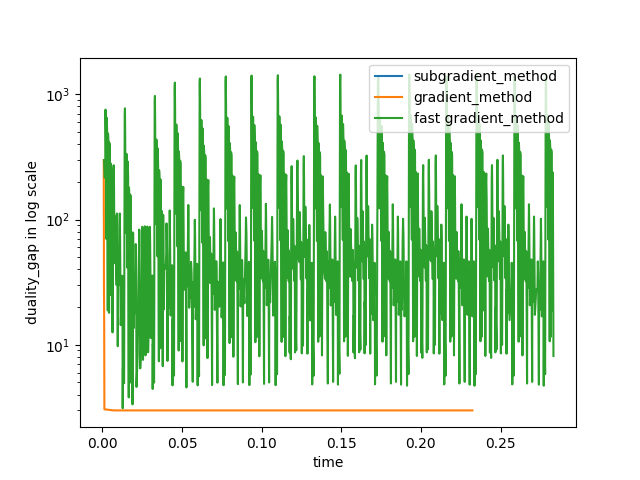 subgradient_method
gradient_method
fast gradient_method
duality_gap in log scale
10³
10²
10¹
0.00 0.05 0.10 0.15 0.20 0.25
time